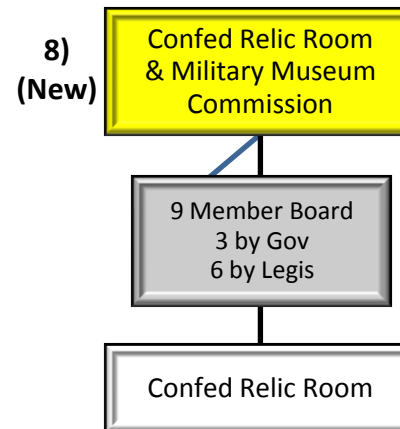 8)
(New)
Confed Relic Room
& Military Museum
Commission
9 Member Board
3 by Gov
6 by Legis
Confed Relic Room